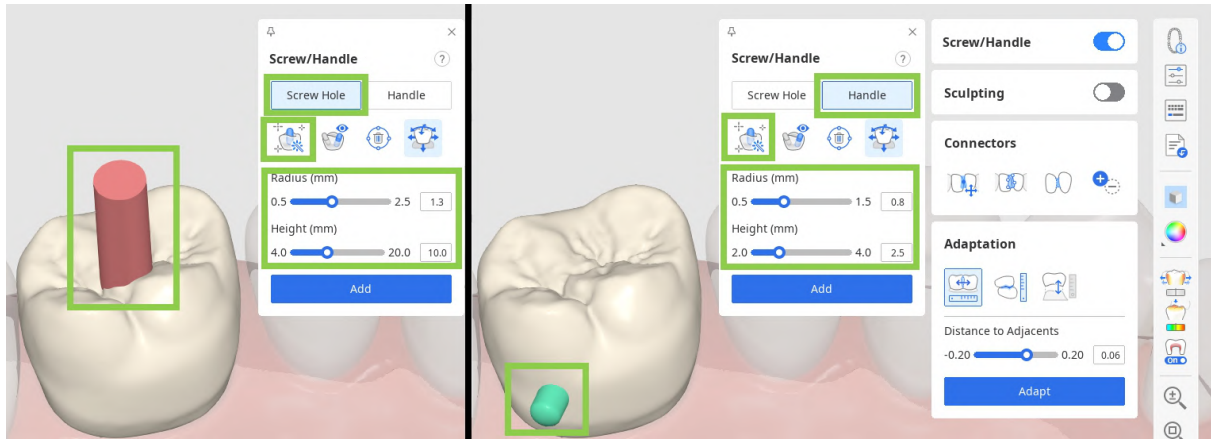 Screw/Handle
?
Screw Hole
Handle
Radius (mm)
0.5
2.5
1.3
Height (mm)
4.0
20.0
10.0
Add
Screw/Handle
?
Screw Hole
Handle
Radius (mm)
0.5
1.5
0.8
Height (mm)
2.0
4.0
2.5
Add
Screw/Handle
Sculpting
Connectors
Adaptation
Distance to Adjacents
-0.20
0.20
0.06
Adapt
on